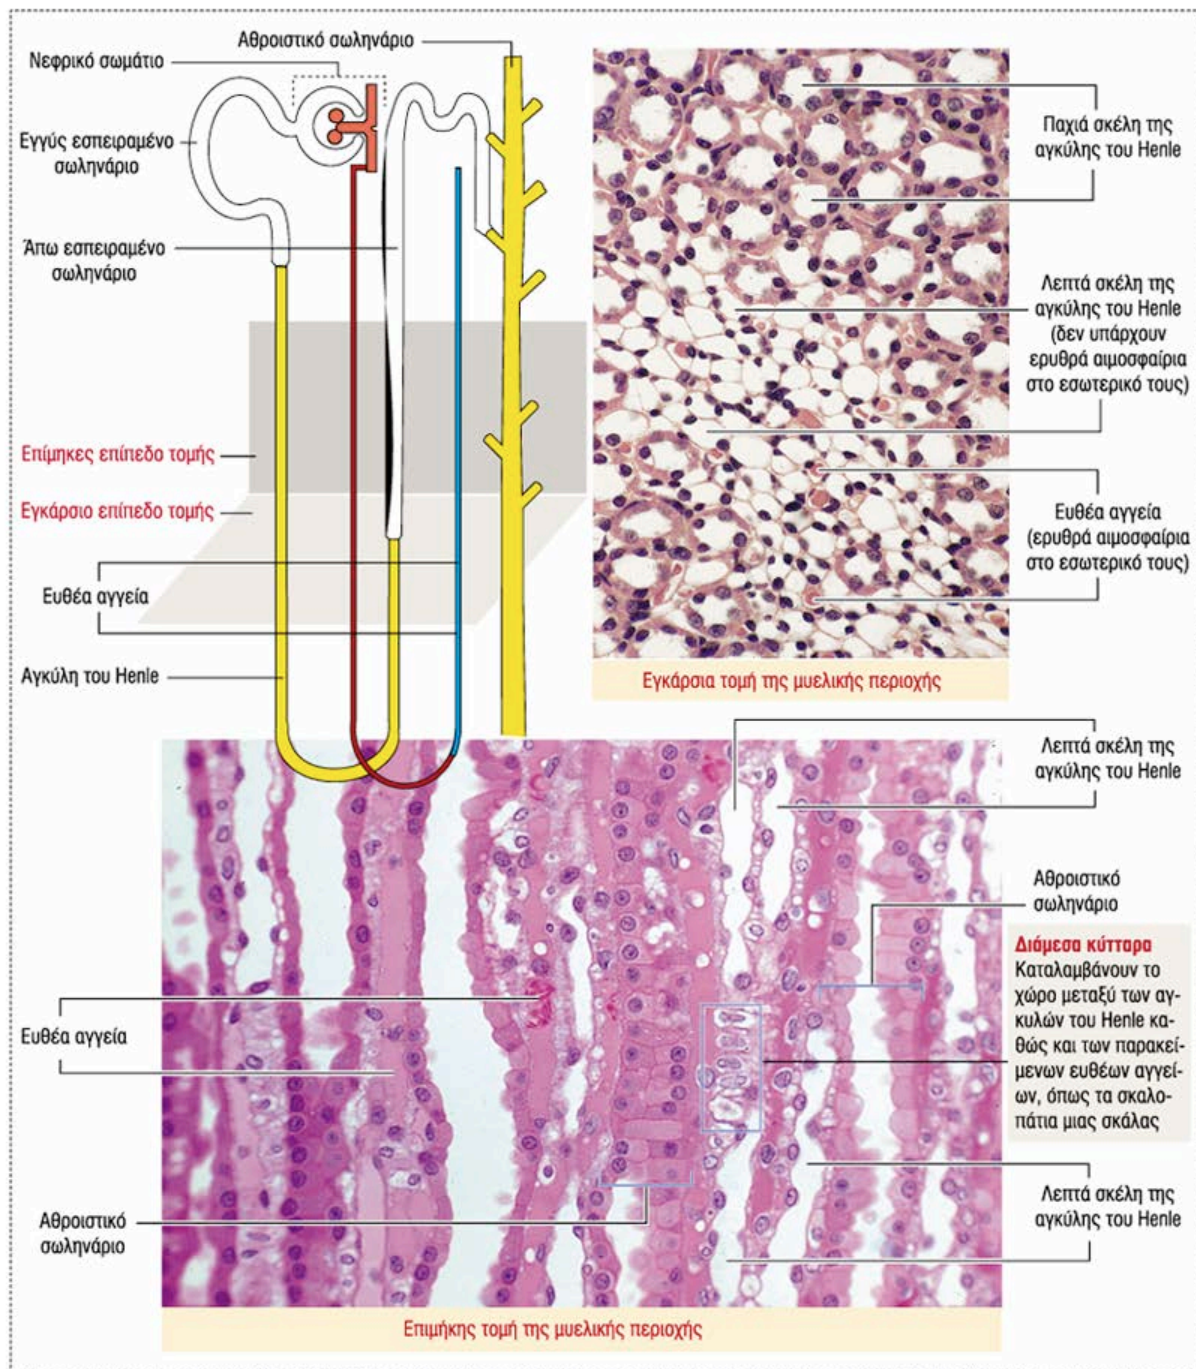 Αθροιστικό σωληνάριο
Νεφρικό σωμάτιο
Εγγύς εσπειραμένο
σωληνάριο
Άπω εσπειραμένο
σωληνάριο
Επίμηκες επίπεδο τομής
Εγκάρσιο επίπεδο τομής
Ευθέα αγγεία
Αγκύλη του Henle
Παχιά σκέλη της
αγκύλης του Henle
Λεπτά σκέλη της
αγκύλης του Henle
(δεν υπάρχουν
ερυθρά αιμοσφαίρια
στο εσωτερικό τους)
Ευθέα αγγεία
(ερυθρά αιμοσφαίρια
στο εσωτερικό τους)
Εγκάρσια τομή της μυελικής περιοχής
Λεπτά σκέλη της
αγκύλης του Henle
Αθροιστικό
σωληνάριο
Διάμεσα κύτταρα
Καταλαμβάνουν το
χώρο μεταξύ των αγ-
κυλών του Henle κα-
θώς και των παρακεί-
μενων ευθέων αγγεί-
ων, όπως τα σκαλο-
πάτια μιας σκάλας
Ευθέα αγγεία
Λεπτά σκέλη της
αγκύλης του Henle
Αθροιστικό
σωληνάριο
Επιμήκης τομή της μυελικής περιοχής